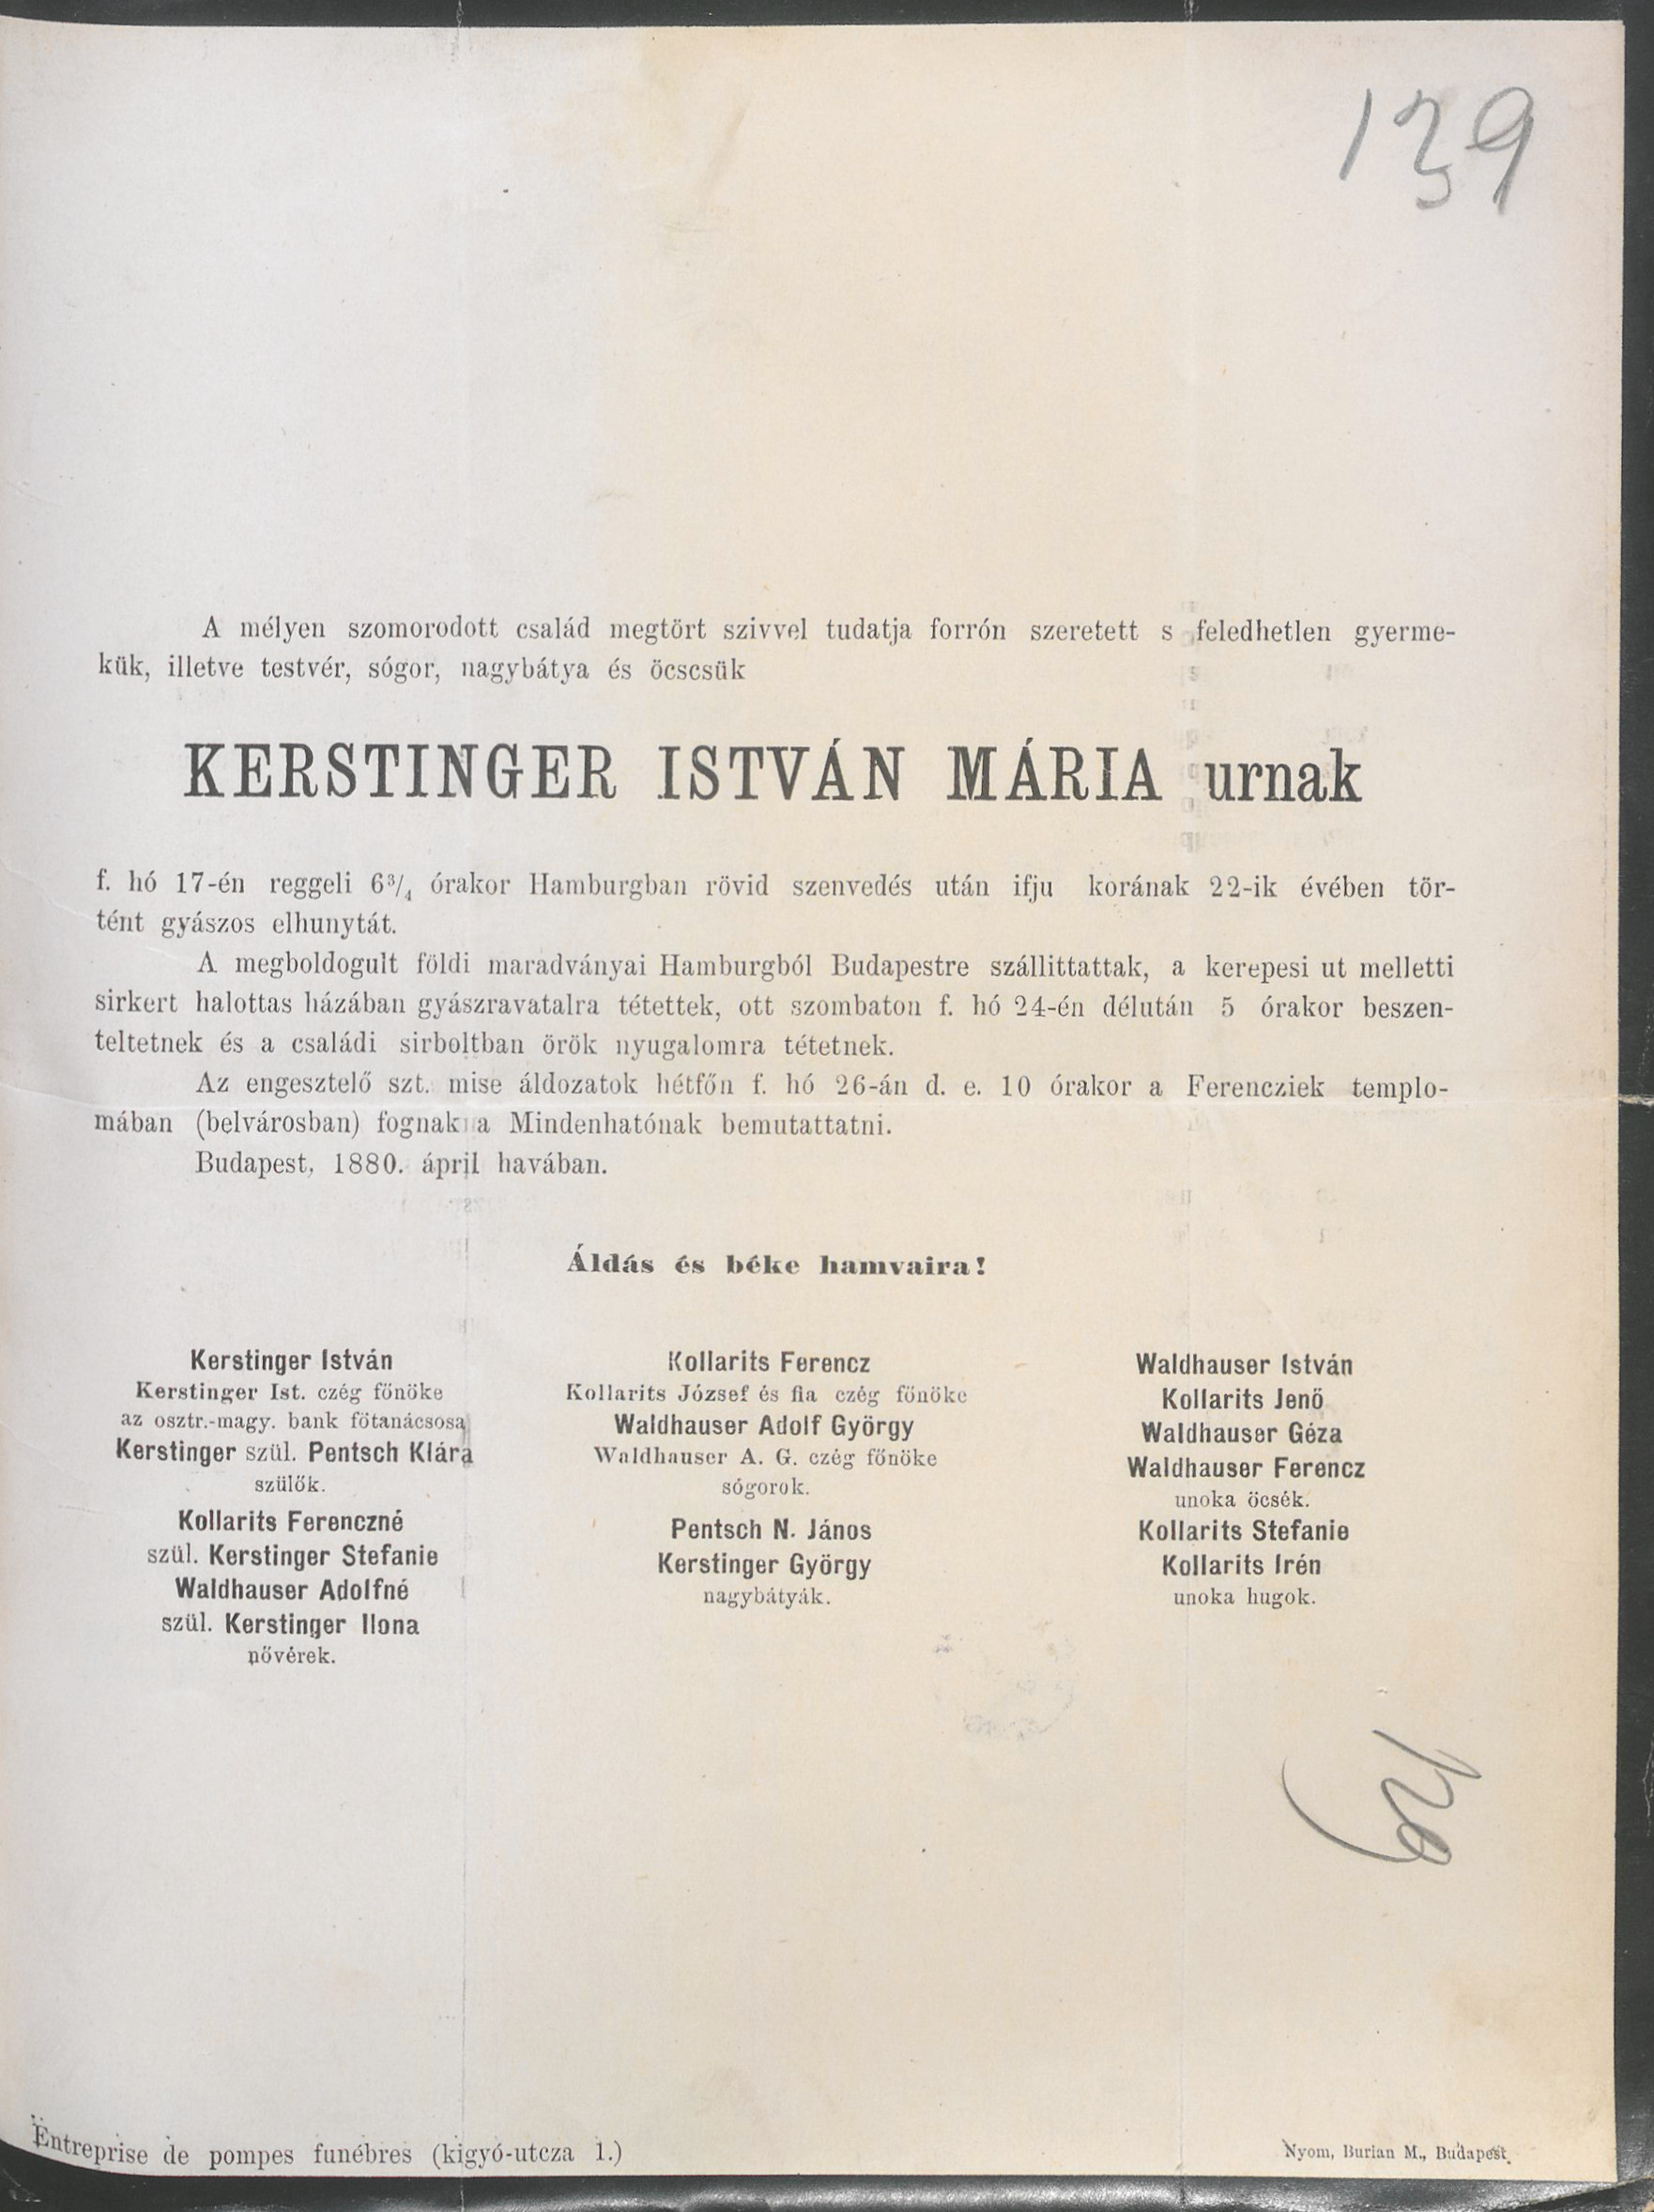 139
A mélyen szomorodott család megtört szivvel tudatja forrón szeretett s feledhetlen gyerme-
kük, illetve testvér, sógor, nagybátya és öcscsük
KERSTINGER ISTVÁN MÁRIA urnak
f. hó 17-én reggeli 6 3/4 órakor Hamburgban rövid szenvedés után ifju korának 22-ik évében tör-
tént gyászos elhunytát.
A megboldogult földi maradványai Hamburgból Budapestre szállittattak, a kerepesi ut melletti
sirkert halottas házában gyászravatalra tétettek, ott szombaton f. hó 24-én délután 5 órakor beszen-
teltetnek és a családi sirboltban örök nyugalomra tétetnek.
Az engesztelő szt. mise áldozatok hétfőn f. hó 26-án d. e. 10 órakor a Ferencziek templo-
mában (belvárosban) fognak a Mindenhatónak bemutattatni.
Budapest, 1880. ápril havában.
Áldás és béke hamvaira!
Kerstinger István
Kerstinger Ist. czég főnöke
az osztr.-magy. bank fötanácsosa
Kerstinger szül. Pentsch Klára
szülők.
Kollarits Ferenczné
szül. Kerstinger Stefanie
Waldhauser Adolfné
szül. Kerstinger Ilona
nővérek.
Kollarits Ferencz
Kollarits József és fia czég főnöke
Waldhauser Adolf György
Waldhauser A. G. czég főnöke
sógorok.
Pentsch N. János
Kerstinger György
nagybátyák.
Waldhauser István
Kollarits Jenő
Waldhauser Géza
Waldhauser Ferencz
unoka öcsék.
Kollarits Stefanie
Kollarits Irén
unoka hugok.
Entreprise de pompes funébres (kigyó-utcza 1.)
Nyom, Burian M., Budapest.